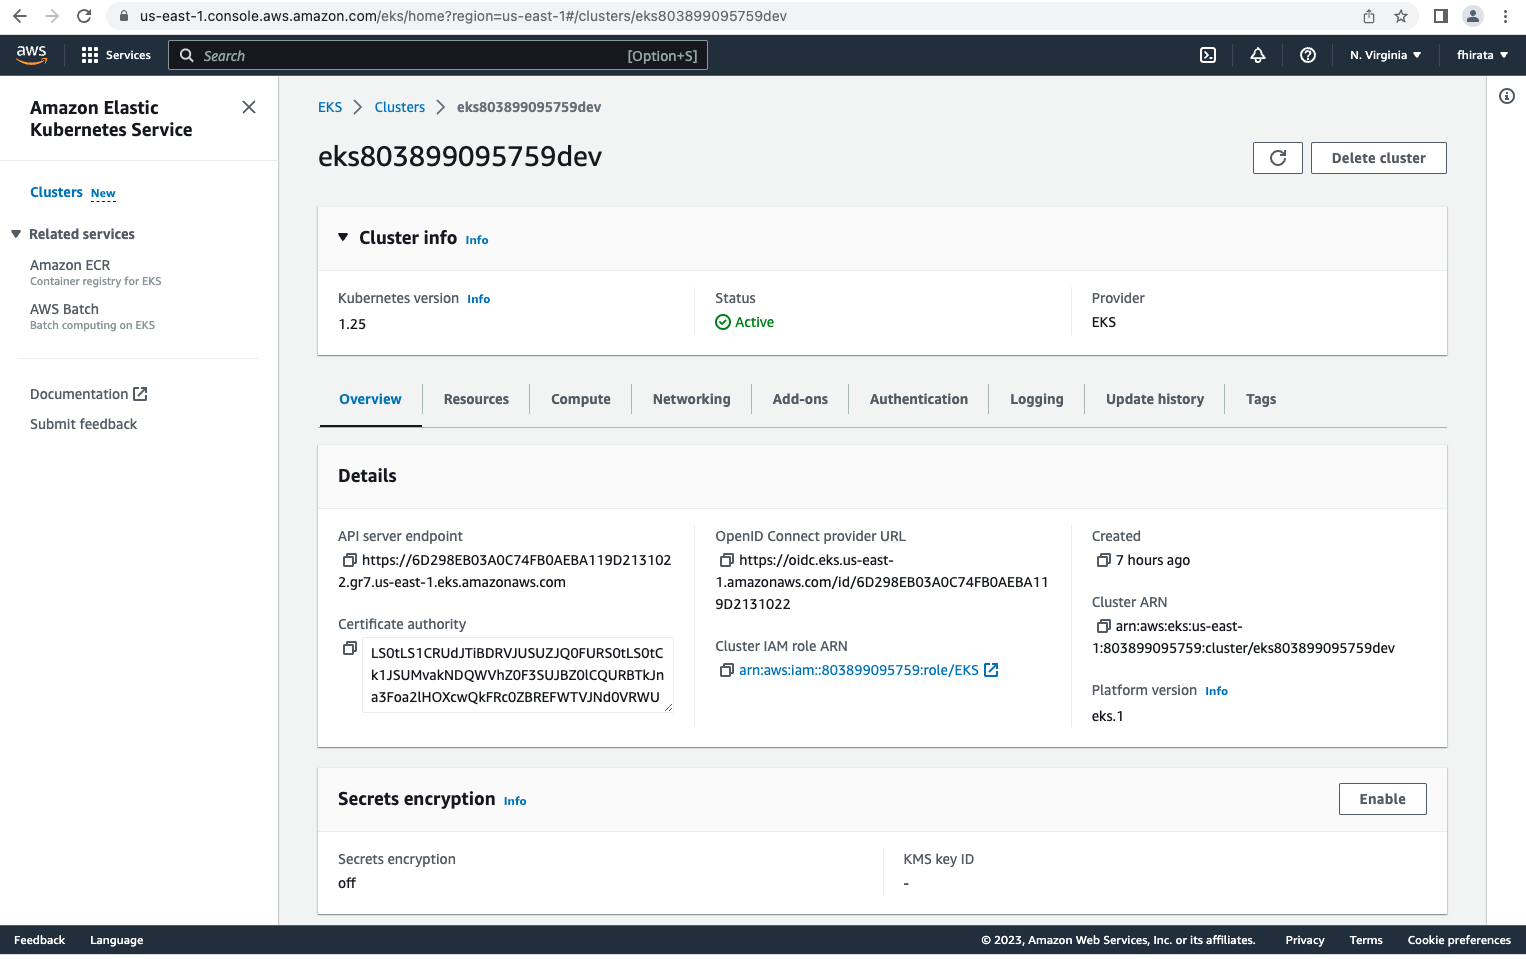 us-east-1.console.aws.amazon.com/eks/home?region=us-east-1#/clusters/eks803899095759dev
aws
Services
Search
[Option+S]
N. Virginia
fhirata
Amazon Elastic
Kubernetes Service
Clusters New
Related services
Amazon ECR
Container registry for EKS
AWS Batch
Batch computing on EKS
Documentation
Submit feedback
EKS
Clusters
eks803899095759dev
eks803899095759dev
Delete cluster
Cluster info Info
Kubernetes version Info
1.25
Status
Active
Provider
EKS
Overview
Resources
Compute
Networking
Add-ons
Authentication
Logging
Update history
Tags
Details
API server endpoint
https://6D298EB03A0C74FB0AEBA119D213102
2.gr7.us-east-1.eks.amazonaws.com
Certificate authority
LS0tLS1CRUdJTiBDRVJUSUZJQ0FURS0tLS0tC
k1JSUMvakNDQWVhZ0F3SUJBZ0lCQURBTkJn
a3Foa2lHOXcwQkFRc0ZBREFWTVJNd0VRWU
OpenID Connect provider URL
https://oidc.eks.us-east-
1.amazonaws.com/id/6D298EB03A0C74FB0AEBA11
9D2131022
Cluster IAM role ARN
arn:aws:iam::803899095759:role/EKS
Created
7 hours ago
Cluster ARN
arn:aws:eks:us-east-
1:803899095759:cluster/eks803899095759dev
Platform version Info
eks.1
Secrets encryption Info
Enable
Secrets encryption
off
KMS key ID
-
Feedback
Language
© 2023, Amazon Web Services, Inc. or its affiliates.
Privacy
Terms
Cookie preferences